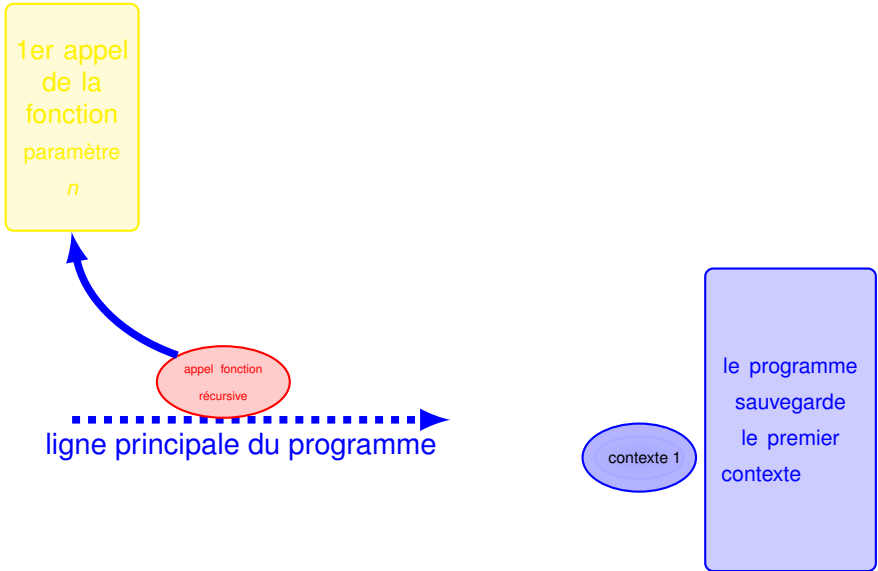 1er appel
de la
fonction
paramètre
n
appel fonction
récursive
ligne principale du programme
contexte 1
le programme
sauvegarde
le premier
contexte